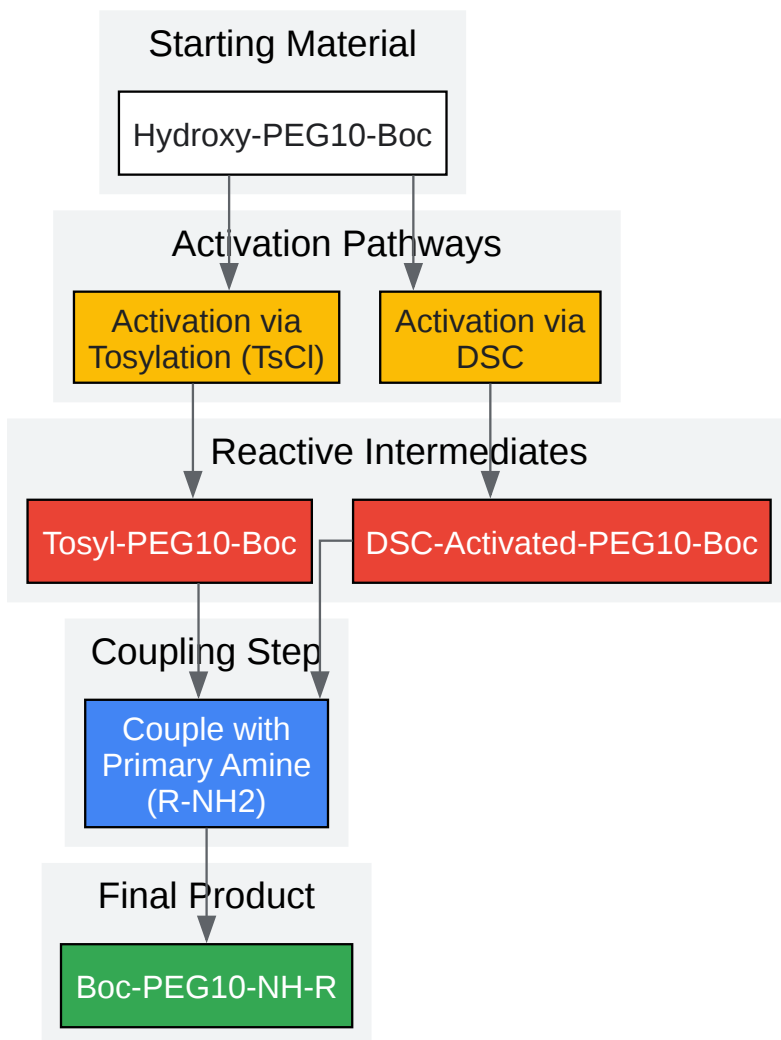 Starting Material
Hydroxy-PEG10-Boc
Activation Pathways
Activation via
Tosylation (TsCl)
Activation via
DSC
Reactive Intermediates
Tosyl-PEG10-Boc
DSC-Activated-PEG10-Boc
Coupling Step
Couple with
Primary Amine
(R-NH2)
Final Product
Boc-PEG10-NH-R